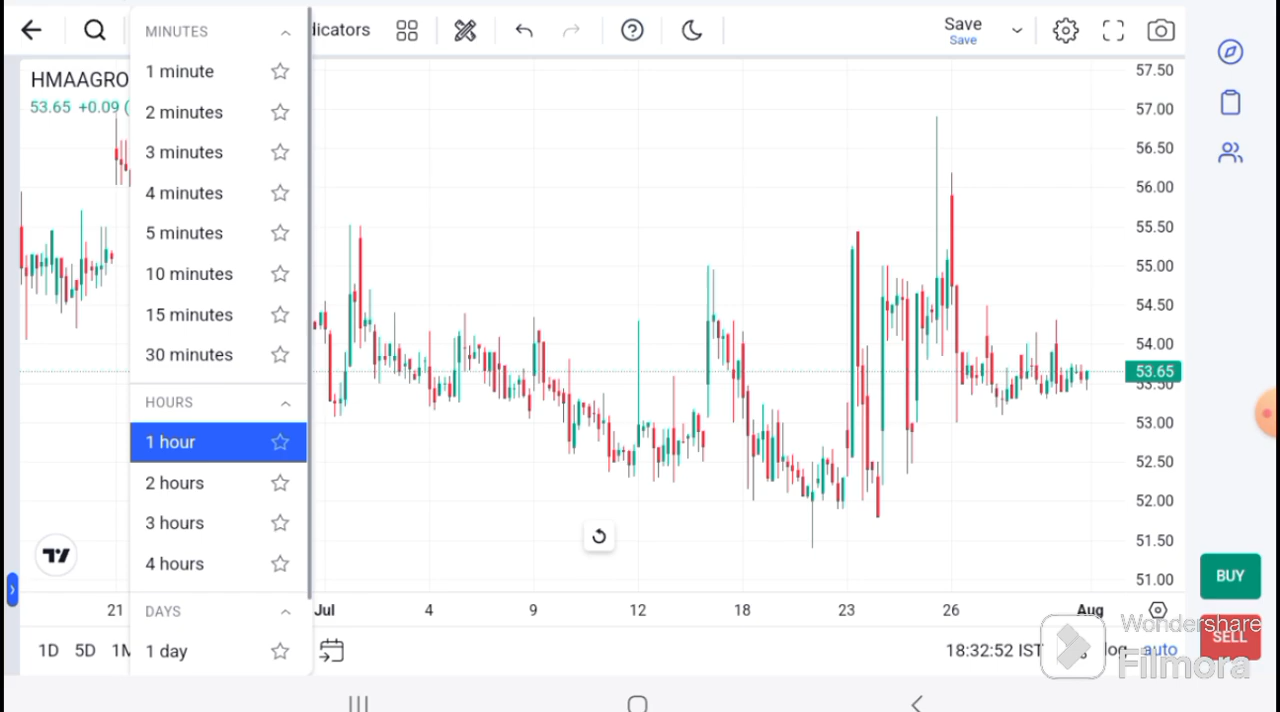 dicators
Save
Save
HMAAGRO
53.65 +0.09 (
MINUTES
1 minute
2 minutes
3 minutes
4 minutes
5 minutes
10 minutes
15 minutes
30 minutes
HOURS
1 hour
2 hours
3 hours
4 hours
DAYS
1 day
57.50
57.00
56.50
56.00
55.50
55.00
54.50
54.00
53.65
53.50
53.00
52.50
52.00
51.50
51.00
21 Jul 4 9 12 18 23 26 Aug
1D 5D 1M
18:32:52 IST
auto
BUY
SELL
Wondershare
Filmora